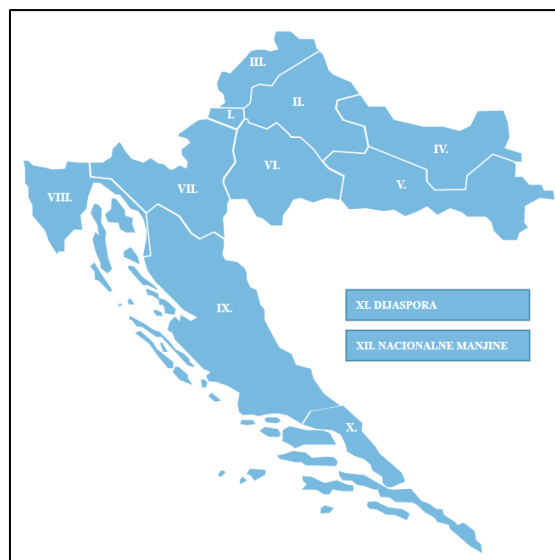 III.
II.
I.
IV.
VI.
V.
VII.
VIII.
IX.
XI. DIJASPORA
XII. NACIONALNE MANJINE
X.